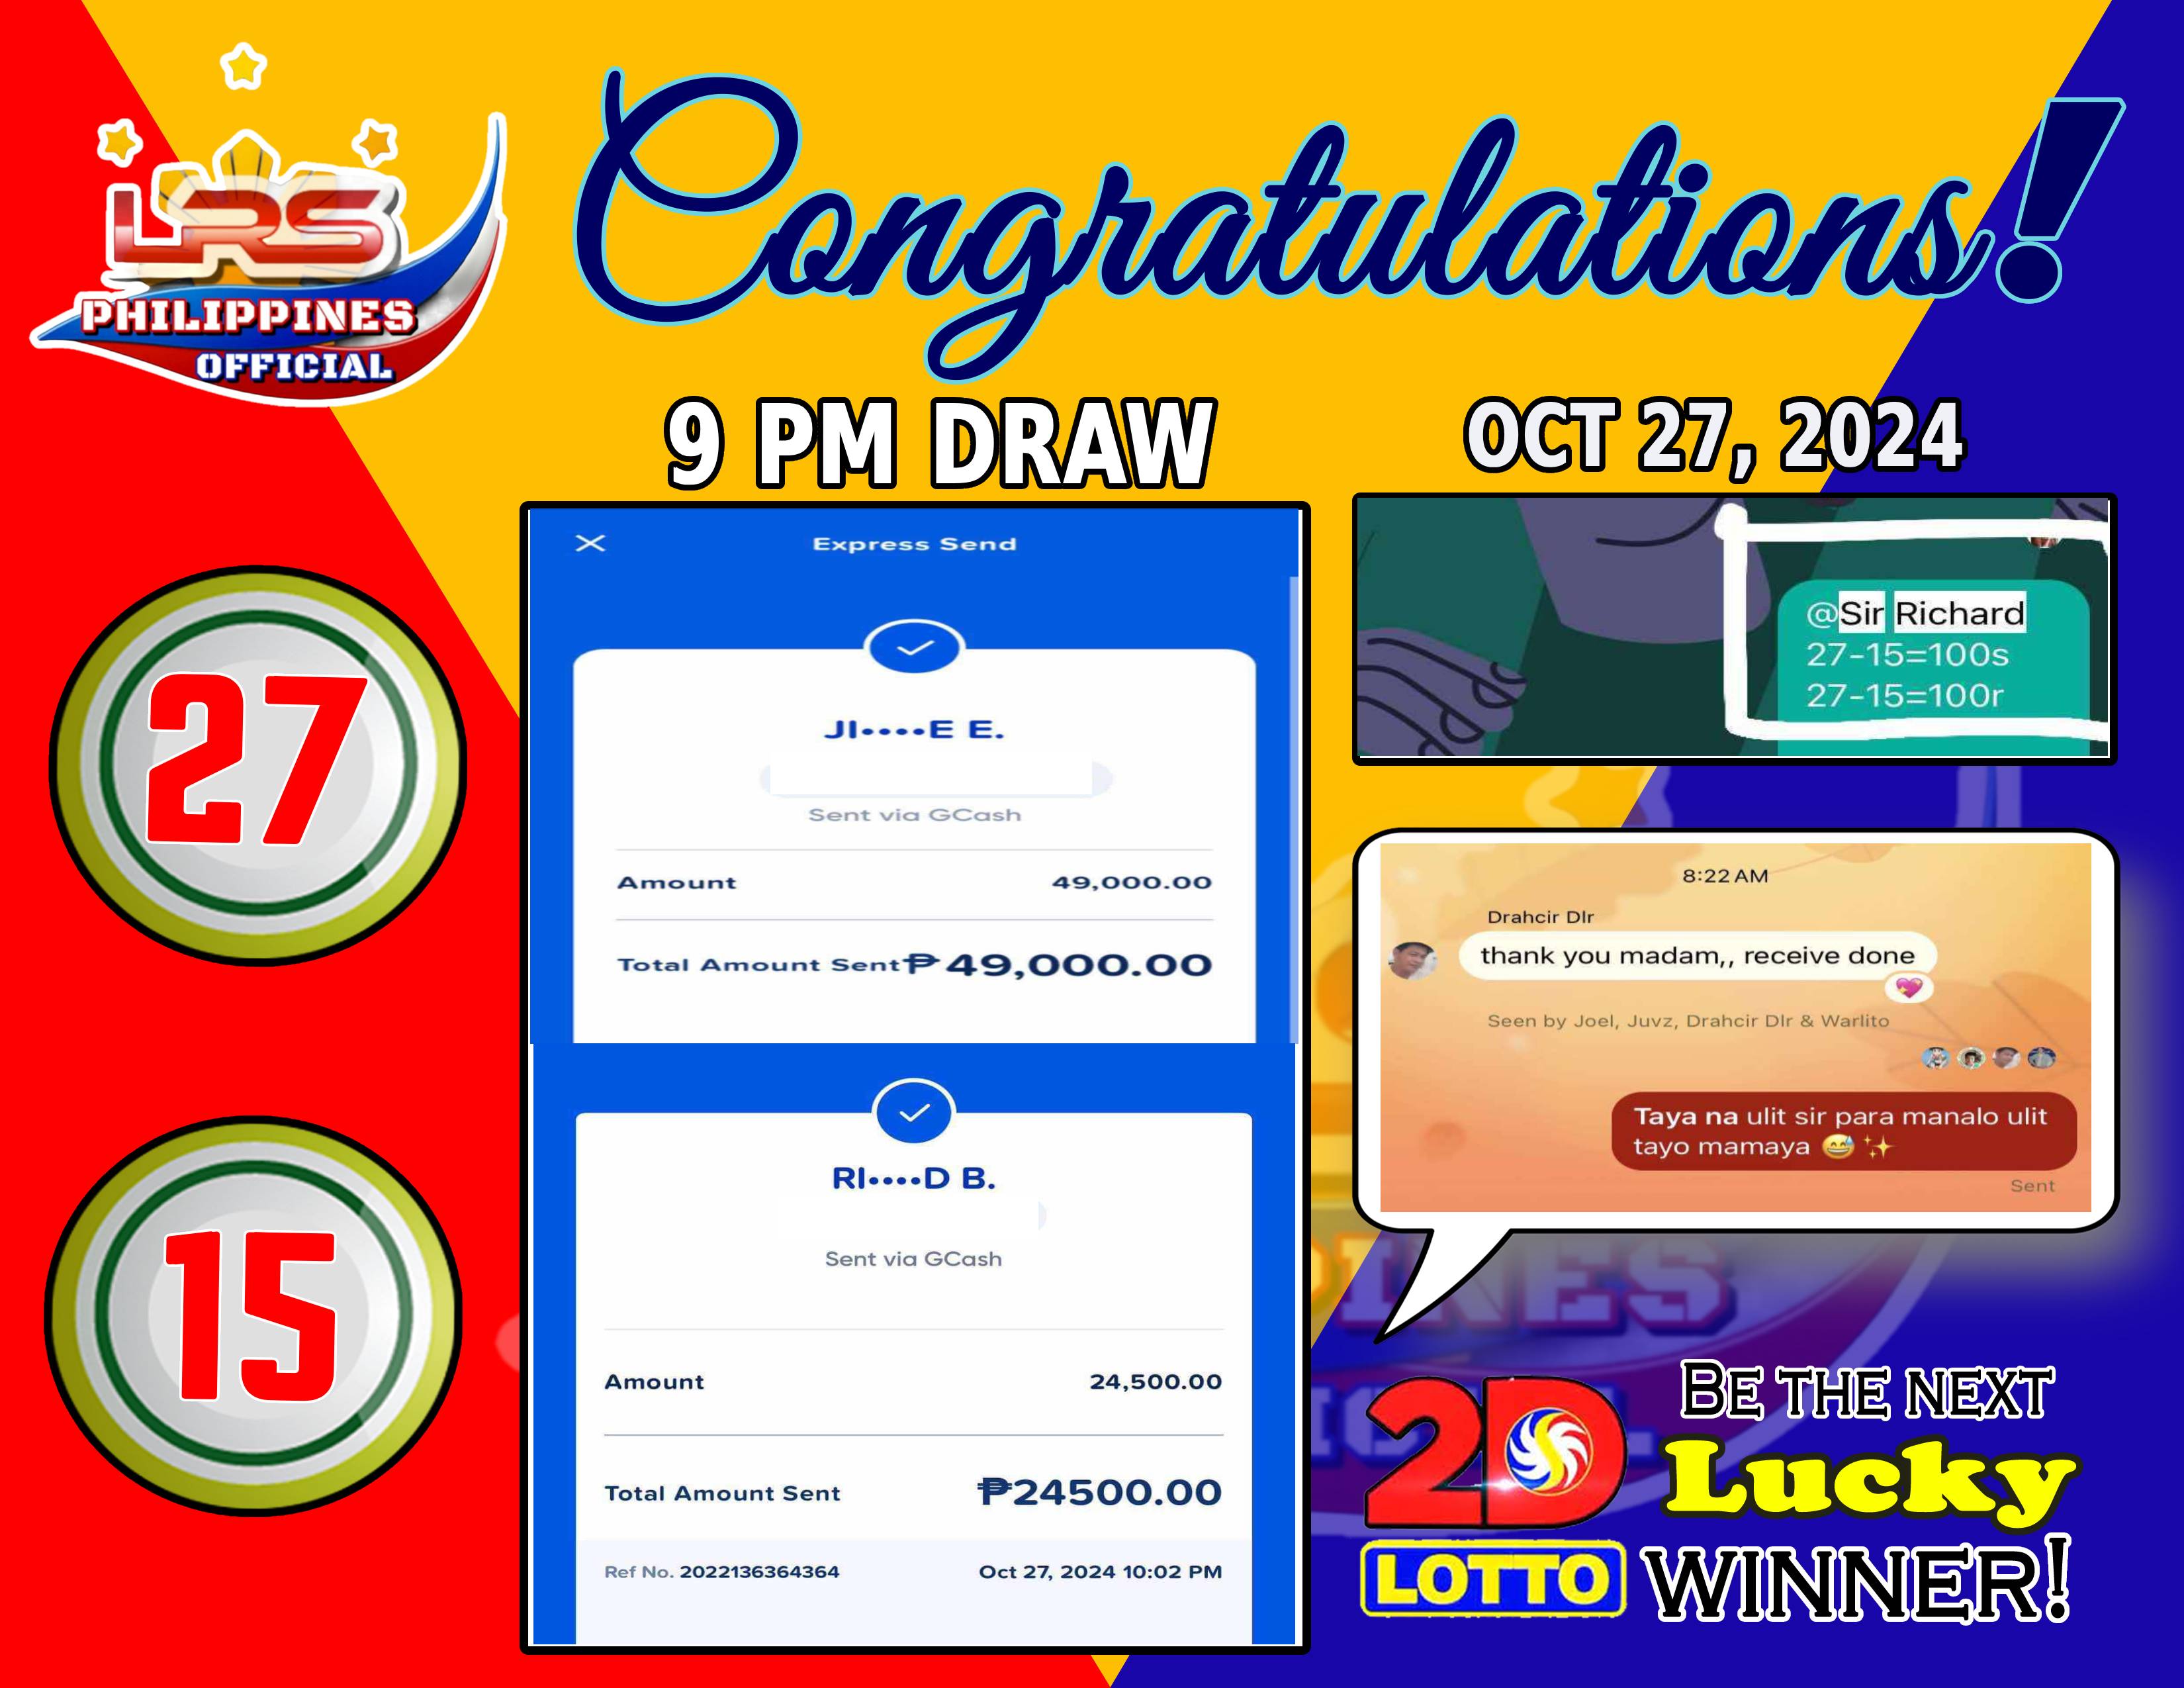 LRS
PHILIPPINES
OFFICIAL
Congratulations!
9 PM DRAW
OCT 27, 2024
27
15
Express Send
JI••••E E.
Sent via GCash
Amount 49,000.00
Total Amount Sent ₱49,000.00
RI••••D B.
Sent via GCash
Amount 24,500.00
Total Amount Sent ₱24500.00
Ref No. 2022136364364 Oct 27, 2024 10:02 PM
@Sir Richard
27-15=100s
27-15=100r
8:22 AM
Drahcir Dlr
thank you madam,, receive done
Seen by Joel, Juvz, Drahcir Dlr & Warlito
Taya na ulit sir para manalo ulit
tayo mamaya 😅✨
Sent
2D
LOTTO
BE THE NEXT
Lucky
WINNER!